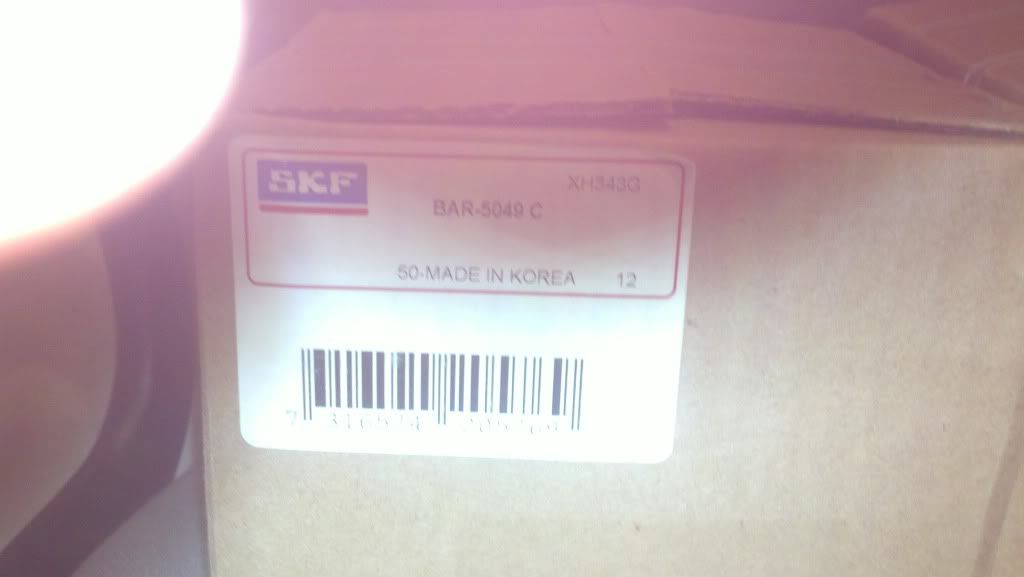 SKF
XH343G
BAR-5049 C
50-MADE IN KOREA 12